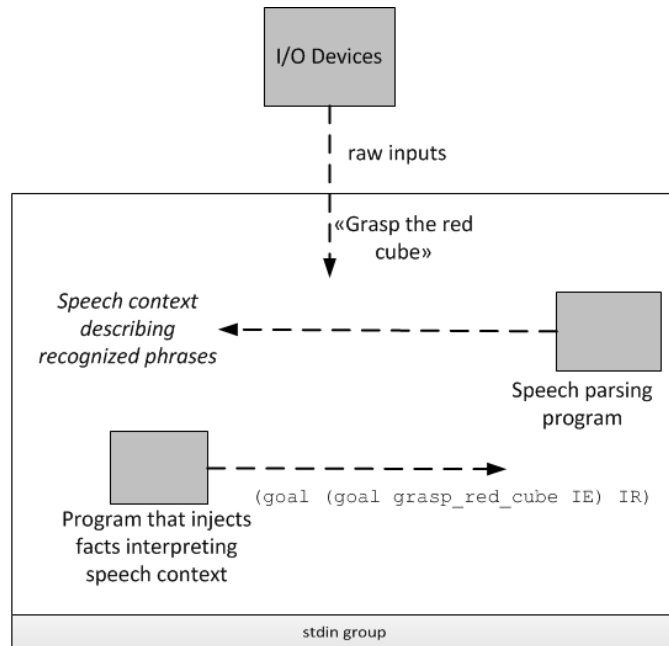 I/O Devices
raw inputs
«Grasp the red
cube»
Speech context
describing
recognized phrases
Speech parsing
program
(goal (goal grasp_red_cube IE) IR)
Program that injects
facts interpreting
speech context
stdin group